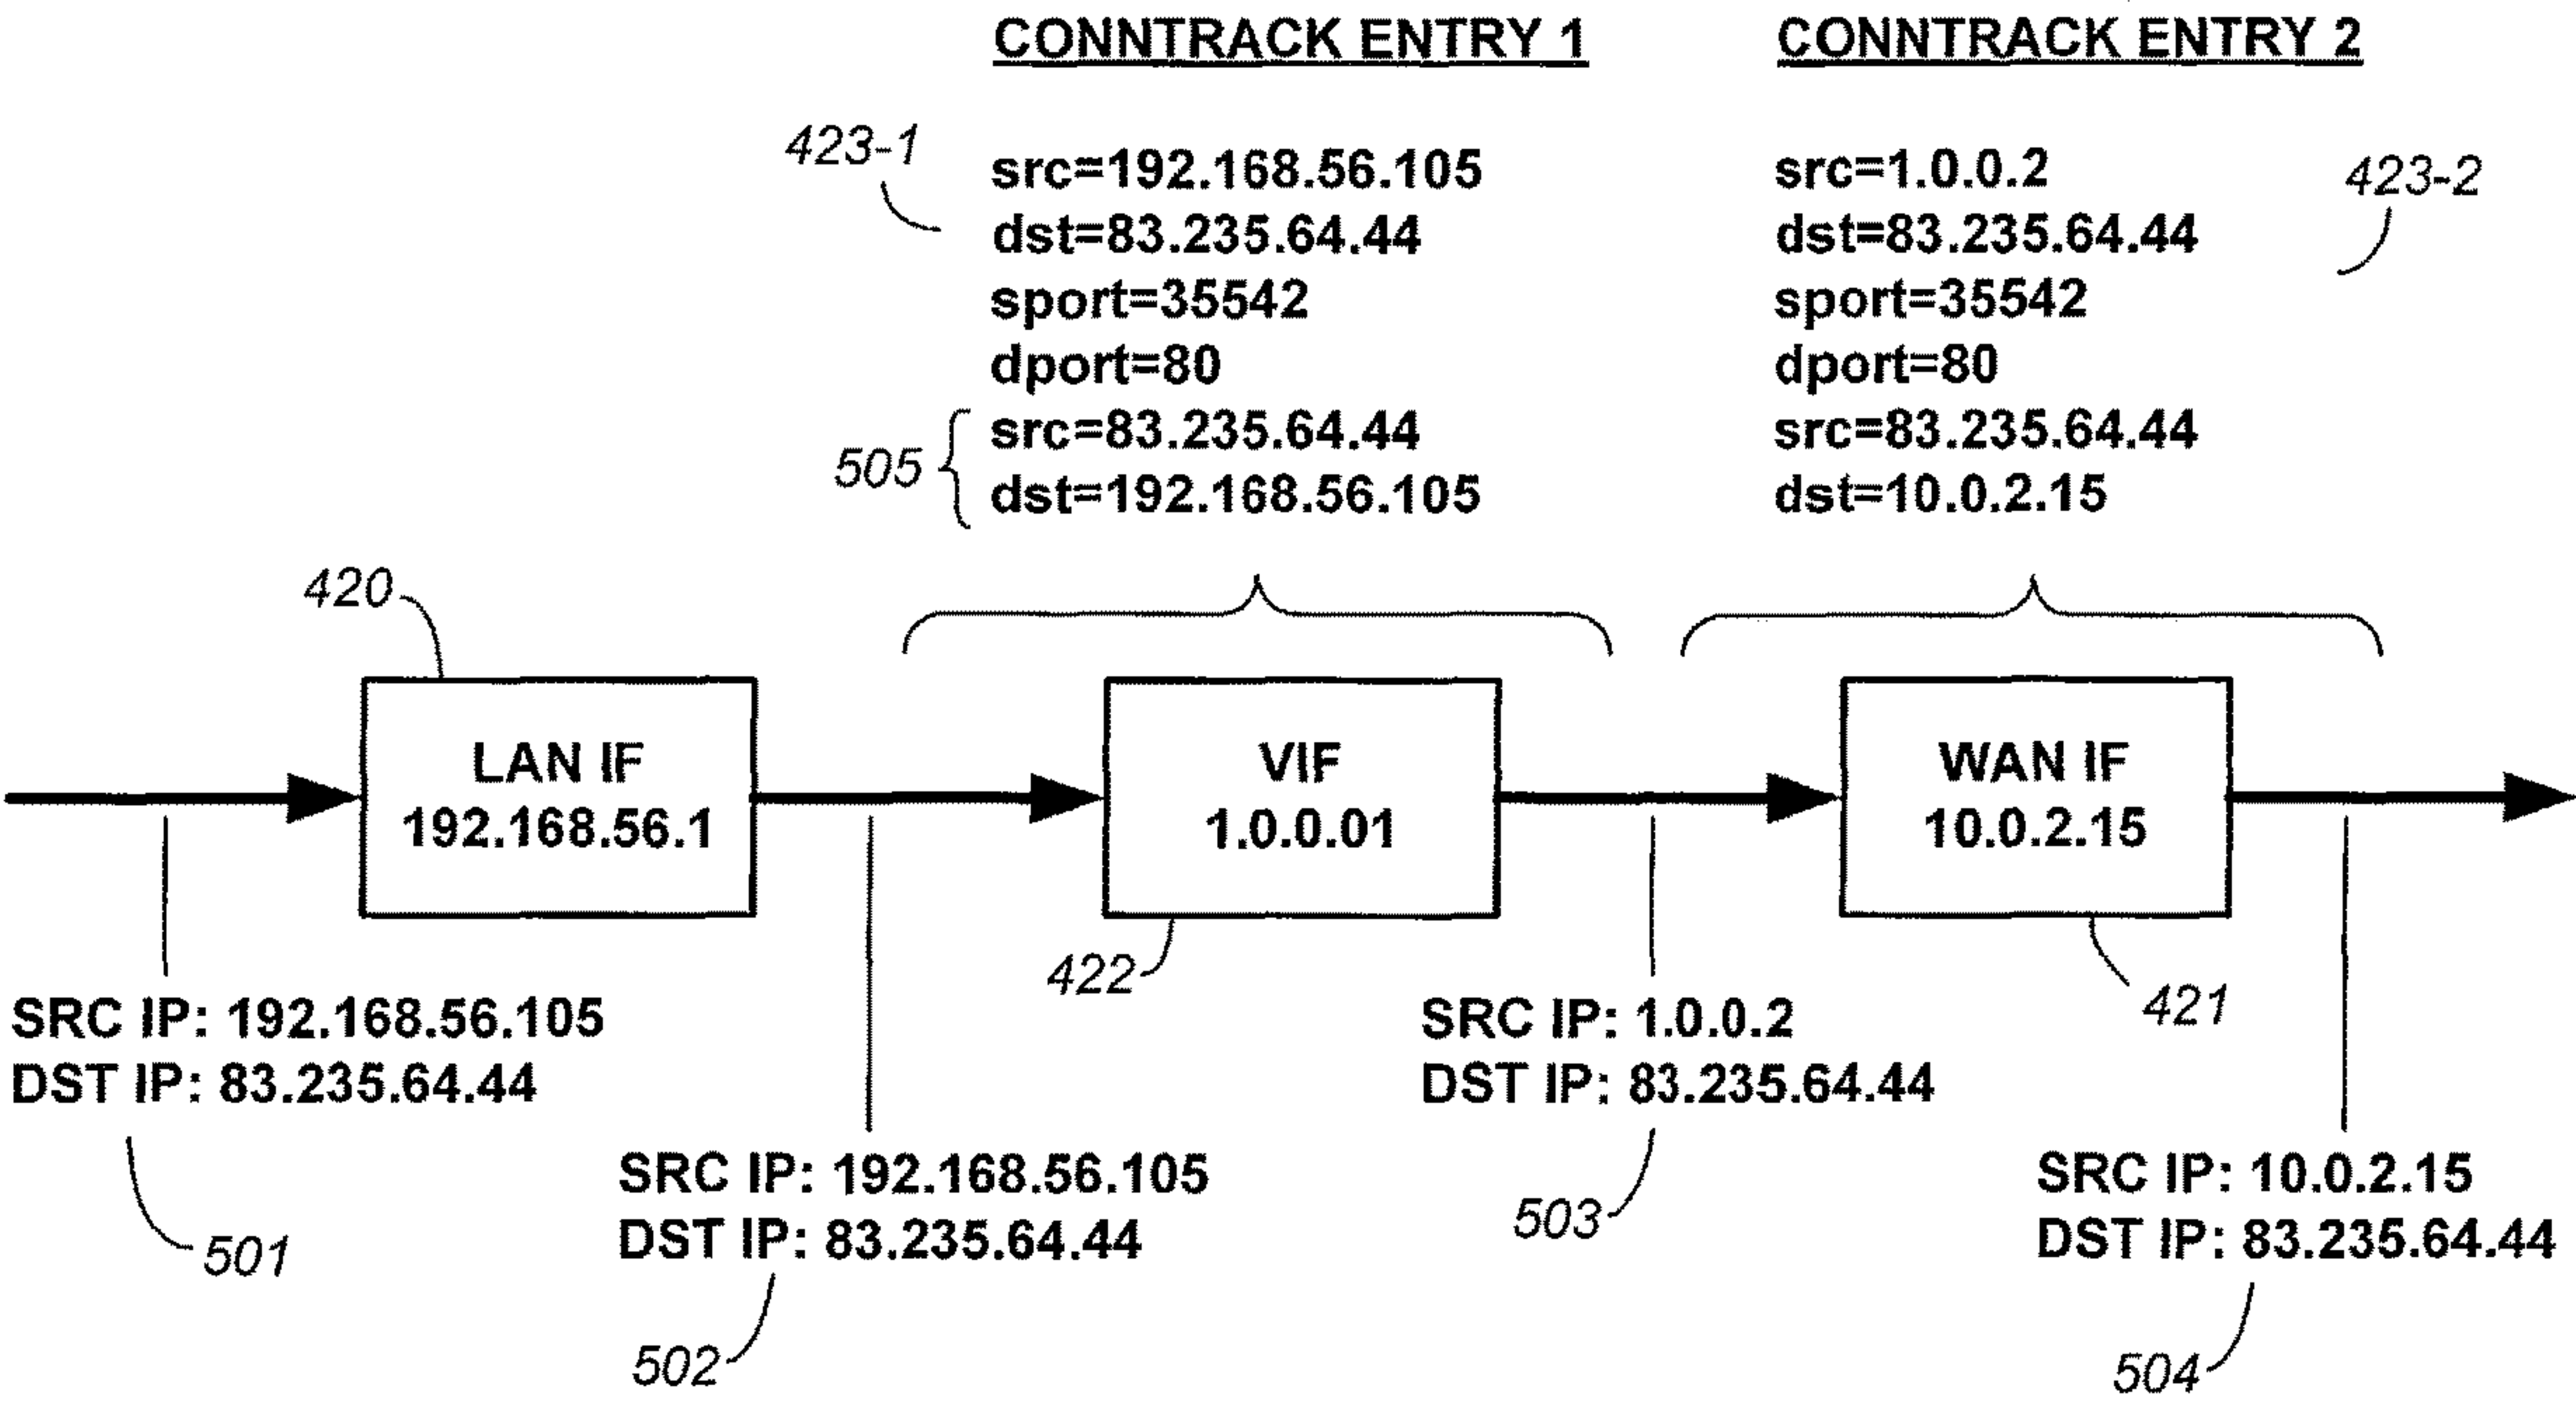 CONNTRACK ENTRY 1
CONNTRACK ENTRY 2
423-1
src=192.168.56.105
dst=83.235.64.44
sport=35542
dport=80
src=83.235.64.44
dst=192.168.56.105
505
src=1.0.0.2
dst=83.235.64.44
sport=35542
dport=80
src=83.235.64.44
dst=10.0.2.15
423-2
420
LAN IF
192.168.56.1
VIF
1.0.0.01
WAN IF
10.0.2.15
422
421
SRC IP: 192.168.56.105
DST IP: 83.235.64.44
501
SRC IP: 192.168.56.105
DST IP: 83.235.64.44
502
SRC IP: 1.0.0.2
DST IP: 83.235.64.44
503
SRC IP: 10.0.2.15
DST IP: 83.235.64.44
504